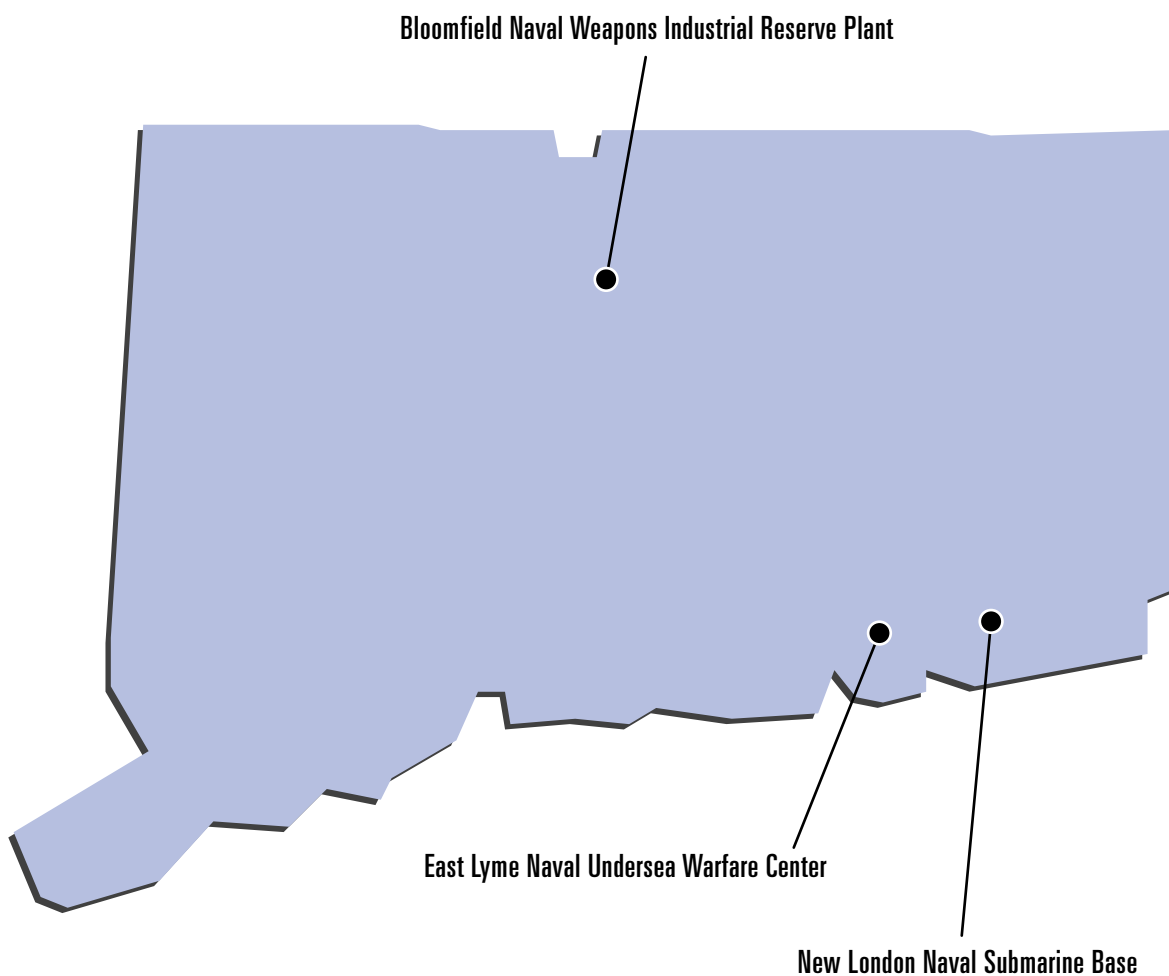 Bloomfield Naval Weapons Industrial Reserve Plant
East Lyme Naval Undersea Warfare Center
New London Naval Submarine Base